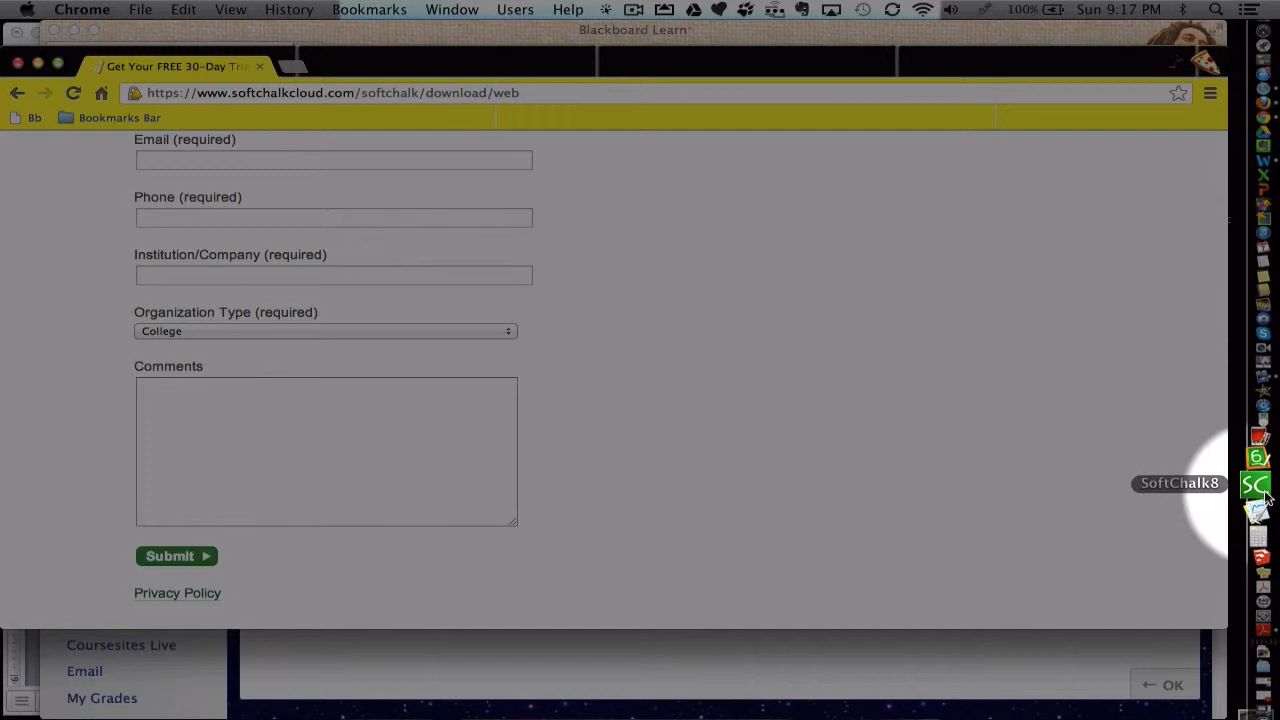 Chrome File Edit View History Bookmarks Window Users Help 100% Sun 9:17 PM
Blackboard Learn
Get Your FREE 30-Day Tria
https://www.softchalkcloud.com/softchalk/download/web
Bb Bookmarks Bar
Email (required)
Phone (required)
Institution/Company (required)
Organization Type (required)
College
Comments
SoftChalk8
SC
Submit
Privacy Policy
Coursesites Live
Email
My Grades
OK